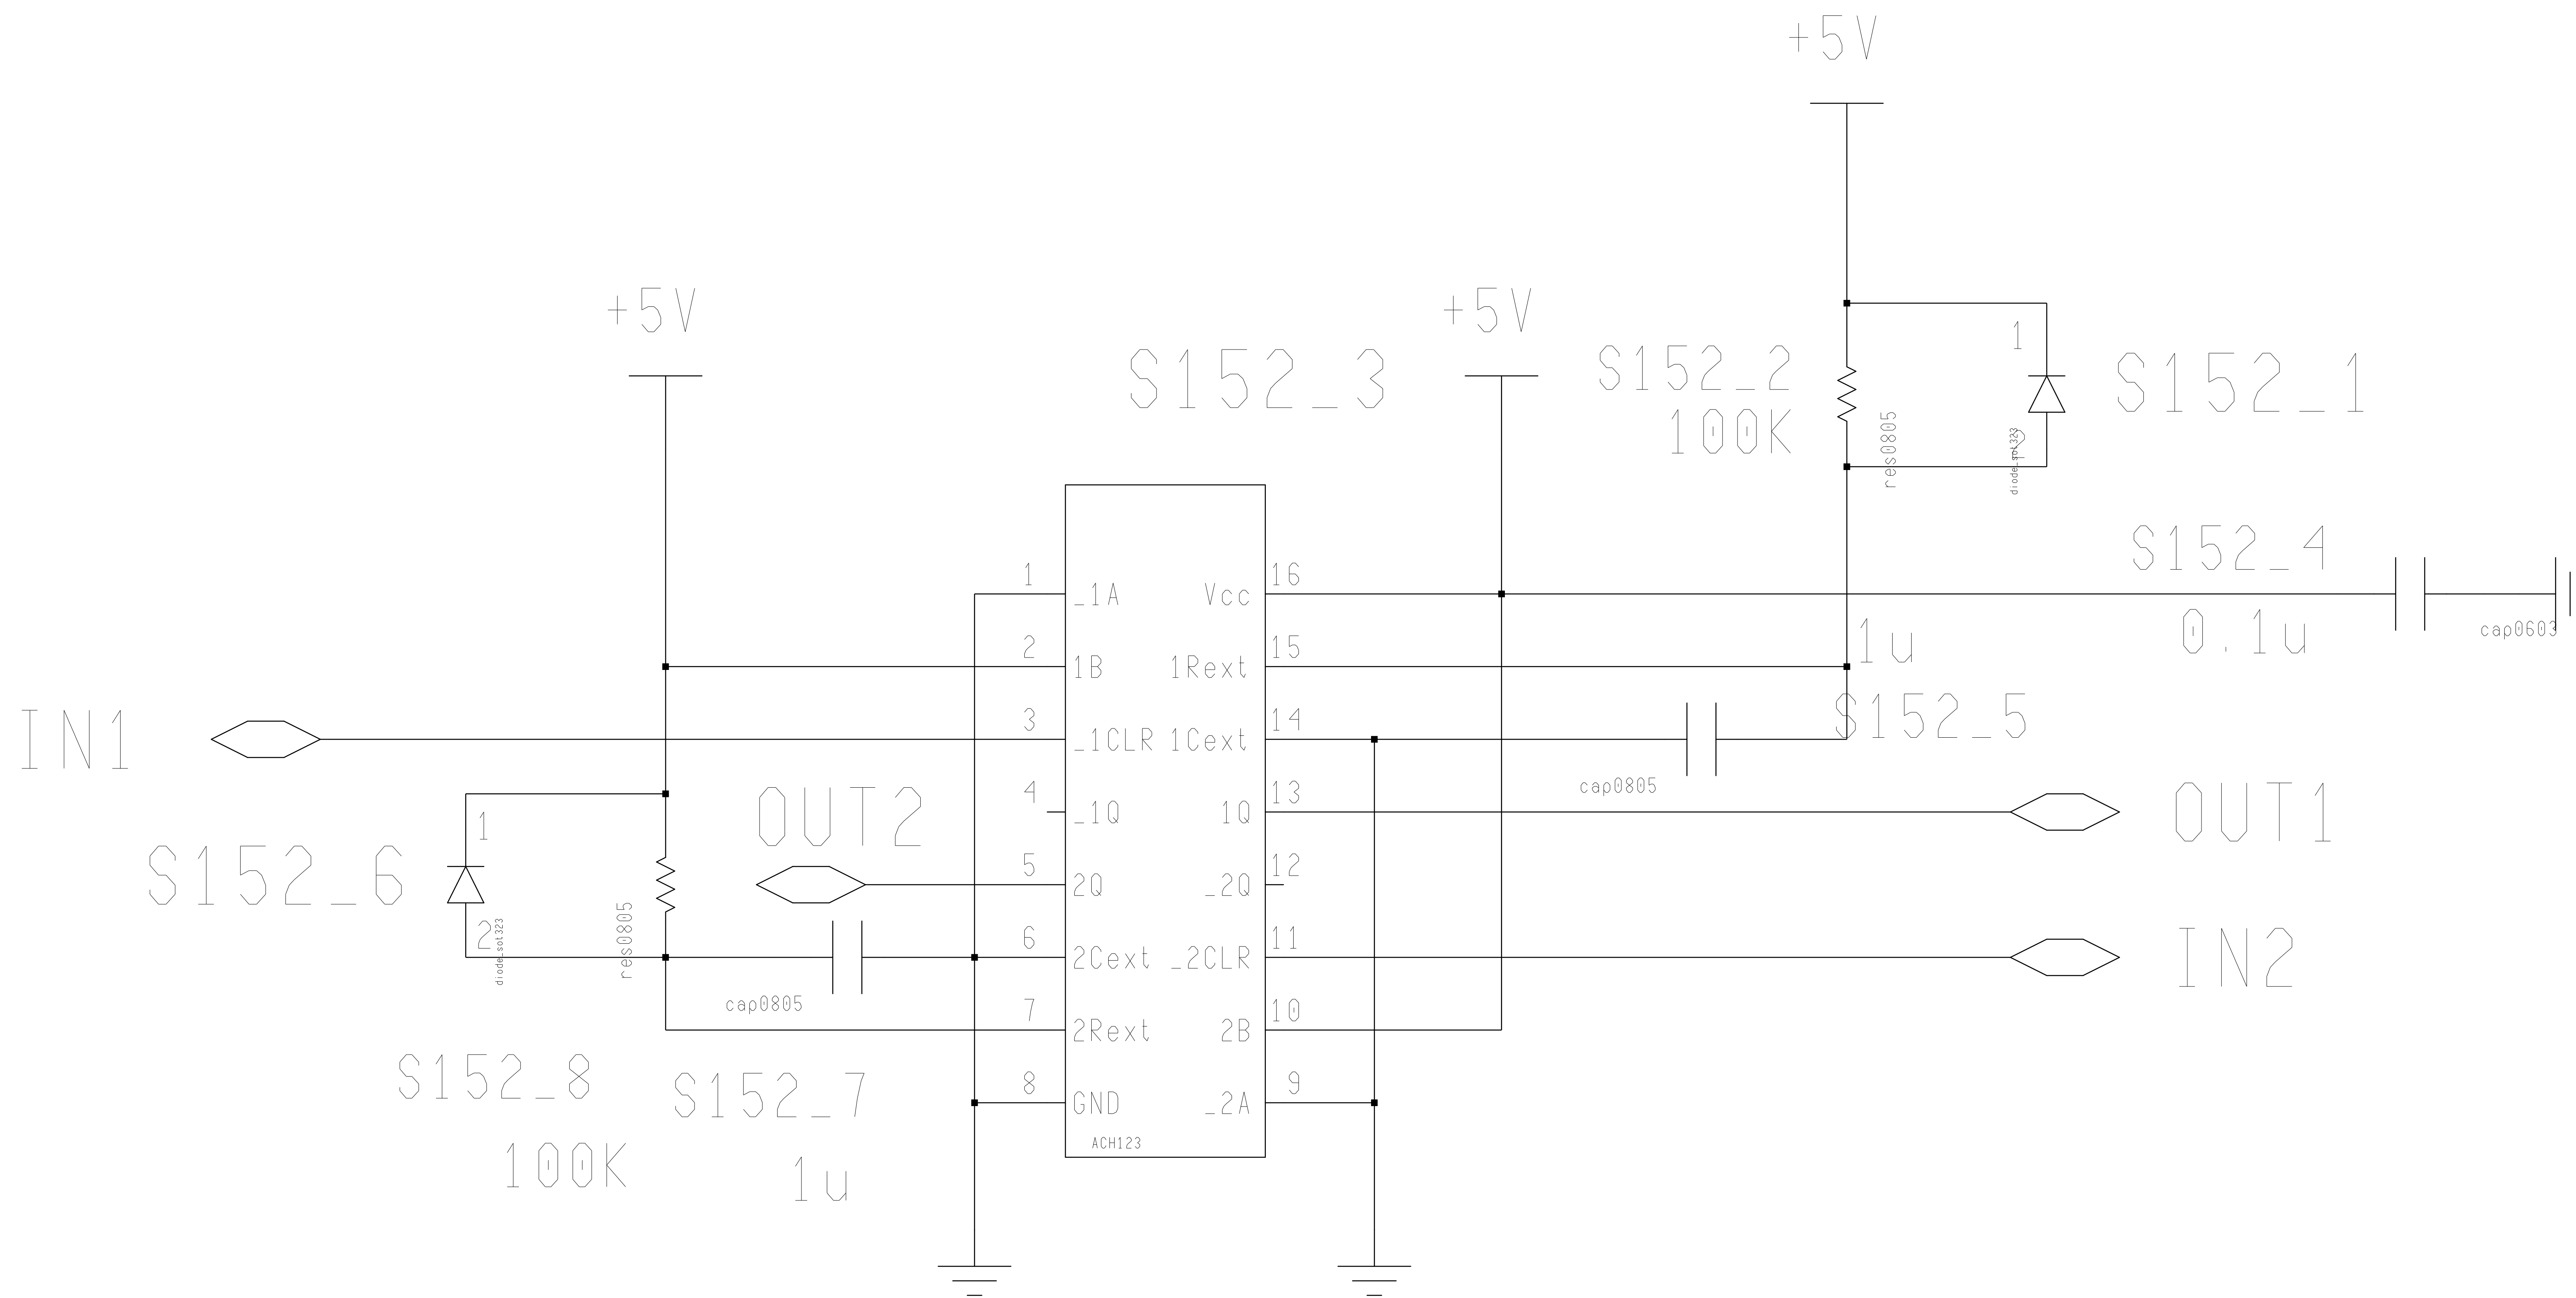 +5V
+5V
+5V
S152_3
S152_2
100K
res0805
1
2
diode_sot323
S152_1
S152_4
0.1u
cap0603
1 _1A Vcc 16
2 1B 1Rext 15
1u
IN1
3 _1CLR 1Cext 14
S152_5
cap0805
OUT2
4 _1Q 1Q 13
OUT1
1
S152_6
2
diode_sot323
res0805
5 2Q _2Q 12
6 2Cext _2CLR 11
IN2
cap0805
7 2Rext 2B 10
S152_8
100K
S152_7
1u
8 GND _2A 9
ACH123